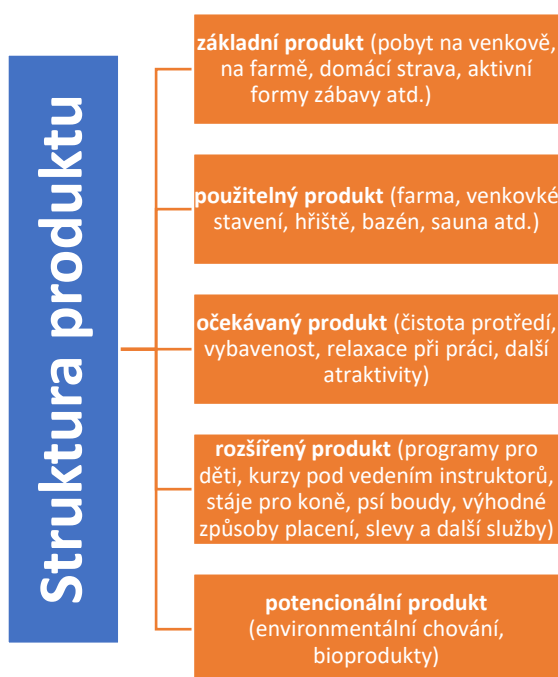 Struktura produktu
základní produkt (pobyt na venkově,
na farmě, domácí strava, aktivní
formy zábavy atd.)
použitelný produkt (farma, venkovké
stavení, hřiště, bazén, sauna atd.)
očekávaný produkt (čistota protředí,
vybavenost, relaxace při práci, další
atraktivity)
rozšířený produkt (programy pro
děti, kurzy pod vedením instruktorů,
stáje pro koně, psí boudy, výhodné
způsoby placení, slevy a další služby)
potencionální produkt
(environmentální chování,
bioprodukty)